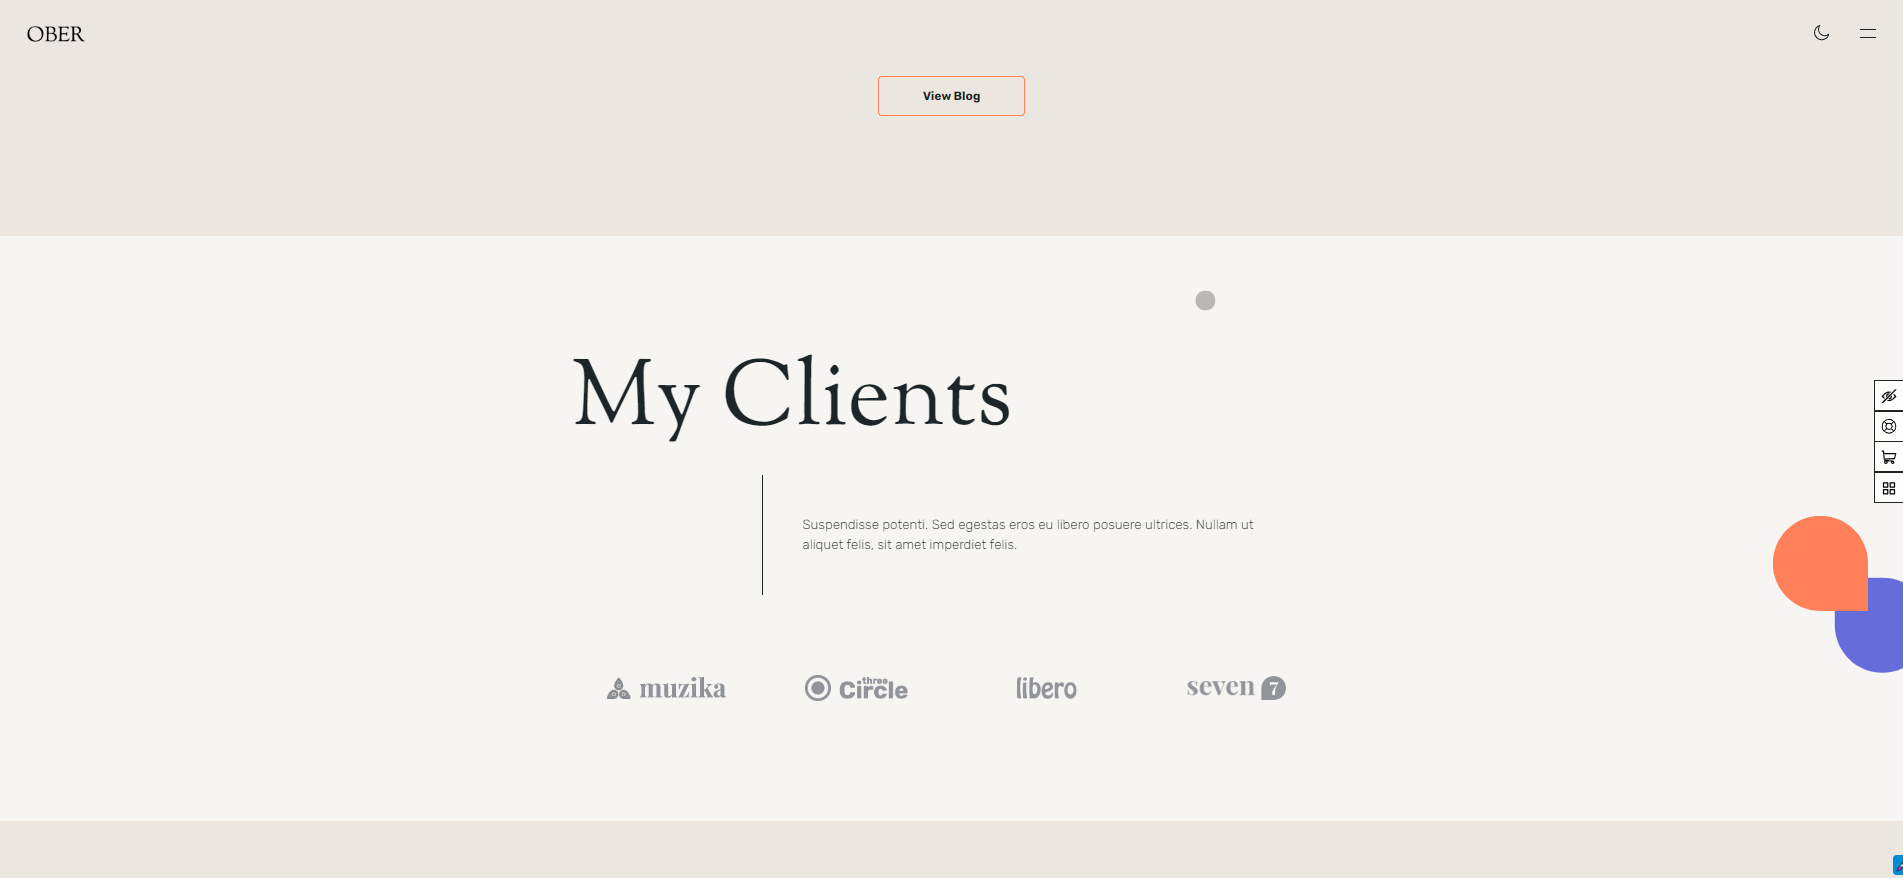 OBER
View Blog
My Clients
Suspendisse potenti. Sed egestas eros eu libero posuere ultrices. Nullam ut
aliquet felis, sit amet imperdiet felis.
muzika
three
Circle
libero
seven 7